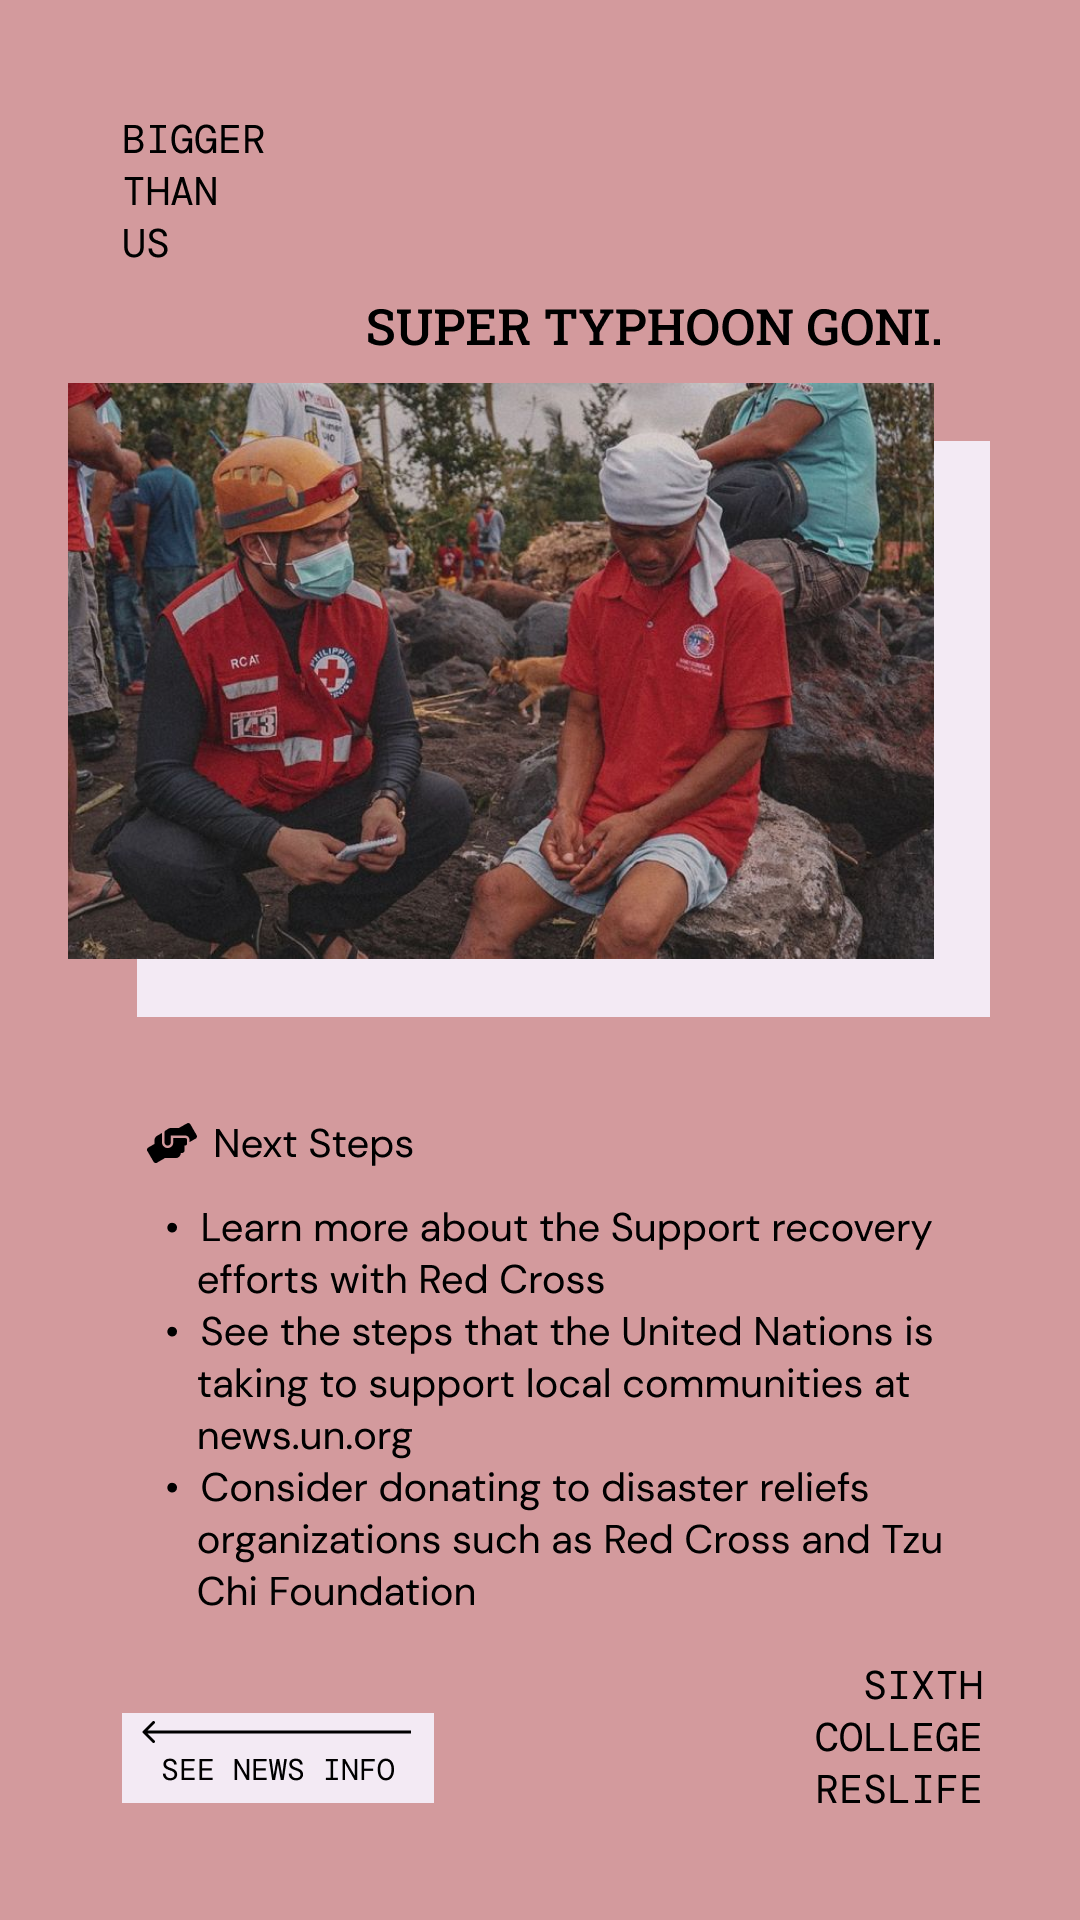 BIGGER
THAN
US
SUPER TYPHOON GONI.
RCAT
PHILIPPINE
CROSS
143
Next Steps
• Learn more about the Support recovery
efforts with Red Cross
• See the steps that the United Nations is
taking to support local communities at
news.un.org
• Consider donating to disaster reliefs
organizations such as Red Cross and Tzu
Chi Foundation
SIXTH
COLLEGE
RESLIFE
SEE NEWS INFO